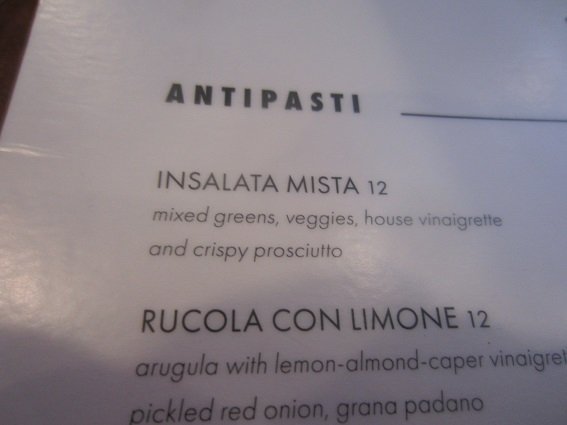 ANTIPASTI
INSALATA MISTA 12
mixed greens, veggies, house vinaigrette
and crispy prosciutto
RUCOLA CON LIMONE 12
arugula with lemon-almond-caper vinaigret
pickled red onion, grana padano